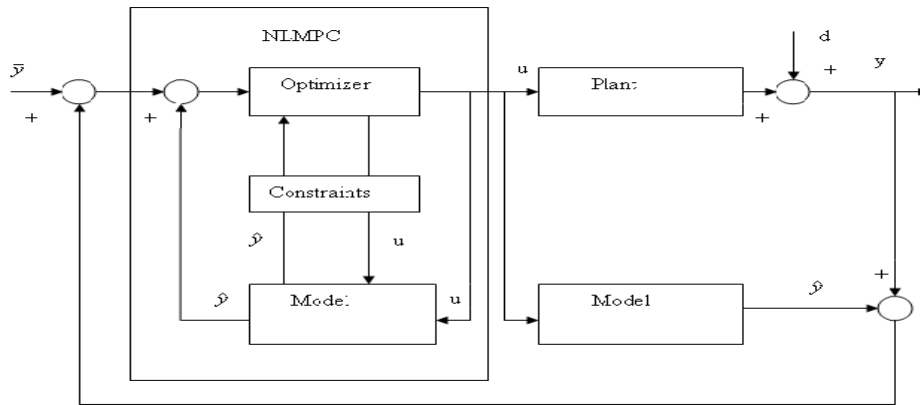 NLMPC
d
ȳ
u
y
Optimizer
Plant
+
+
+
+
Constraints
ŷ
u
+
ŷ
Model
u
Model
ŷ